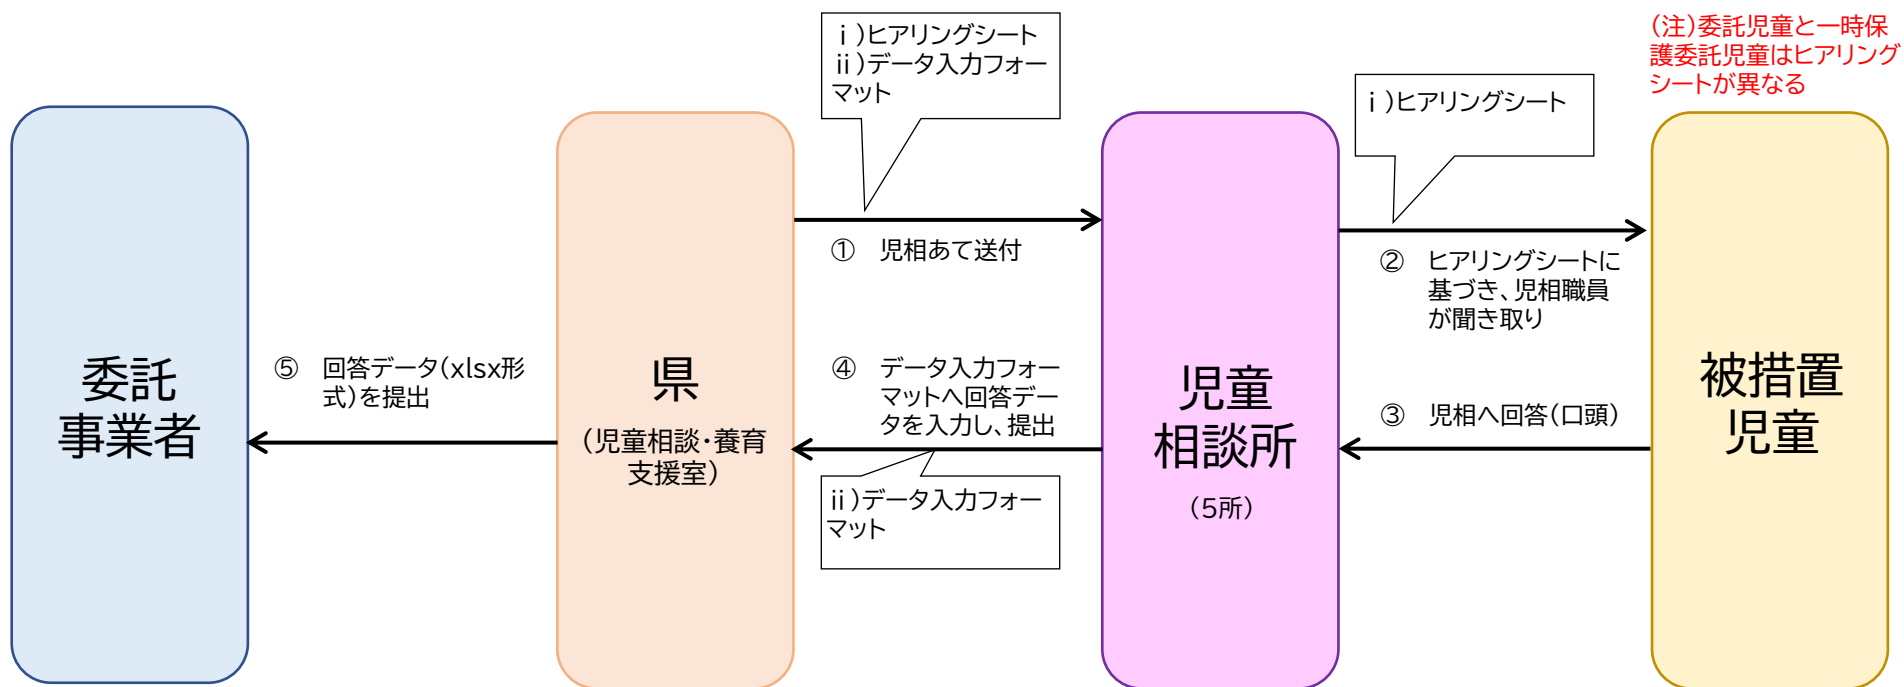 ⅰ)ヒアリングシート
ⅱ)データ入力フォー
マット
(注)委託児童と一時保
護委託児童はヒアリング
シートが異なる
ⅰ)ヒアリングシート
① 児相あて送付
② ヒアリングシートに
基づき、児相職員
が聞き取り
委託
事業者
⑤ 回答データ(xlsx形
式)を提出
県
(児童相談・養育
支援室)
④ データ入力フォー
マットへ回答デー
タを入力し、提出
ⅱ)データ入力フォー
マット
児童
相談所
(5所)
③ 児相へ回答(口頭)
被措置
児童